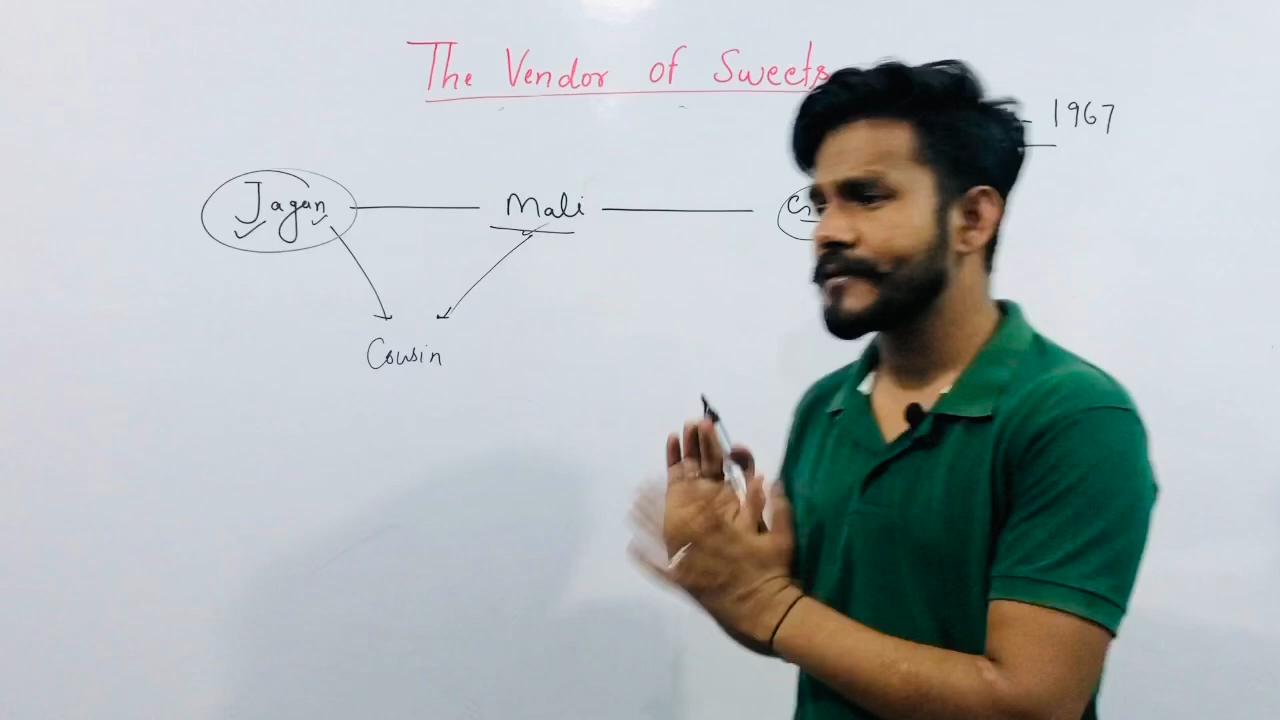 The Vendor of Sweets
- 1967
Jagan Mali
Cousin